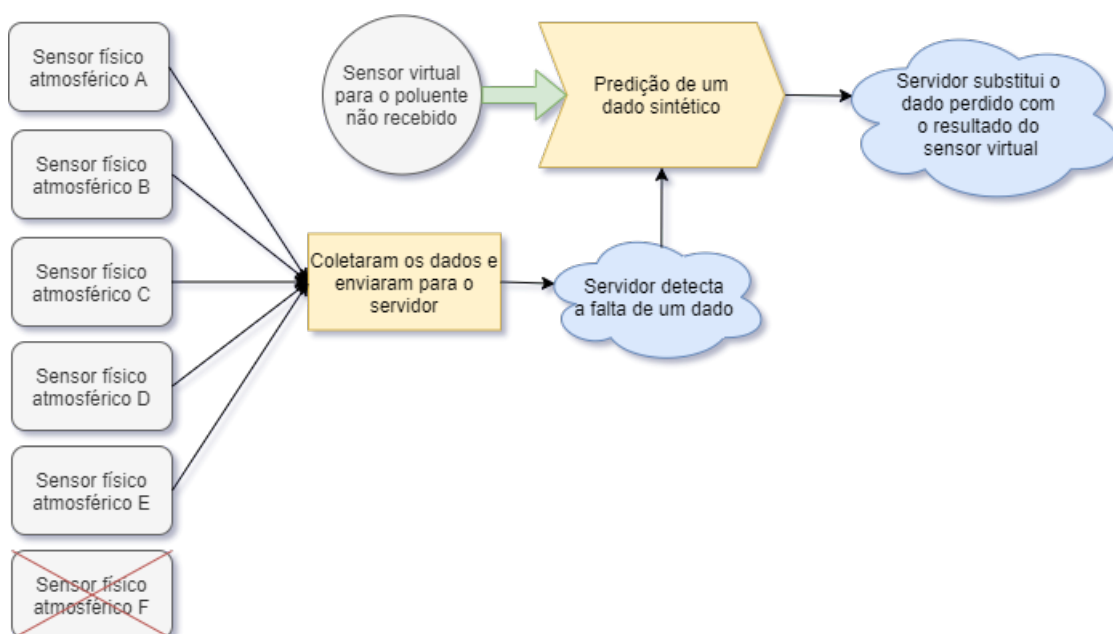 Sensor físico
atmosférico A
Sensor físico
atmosférico B
Sensor físico
atmosférico C
Sensor físico
atmosférico D
Sensor físico
atmosférico E
Sensor físico
atmosférico F
Coletaram os dados e
enviaram para o
servidor
Servidor detecta
a falta de um dado
Sensor virtual
para o poluente
não recebido
Predição de um
dado sintético
Servidor substitui o
dado perdido com
o resultado do
sensor virtual